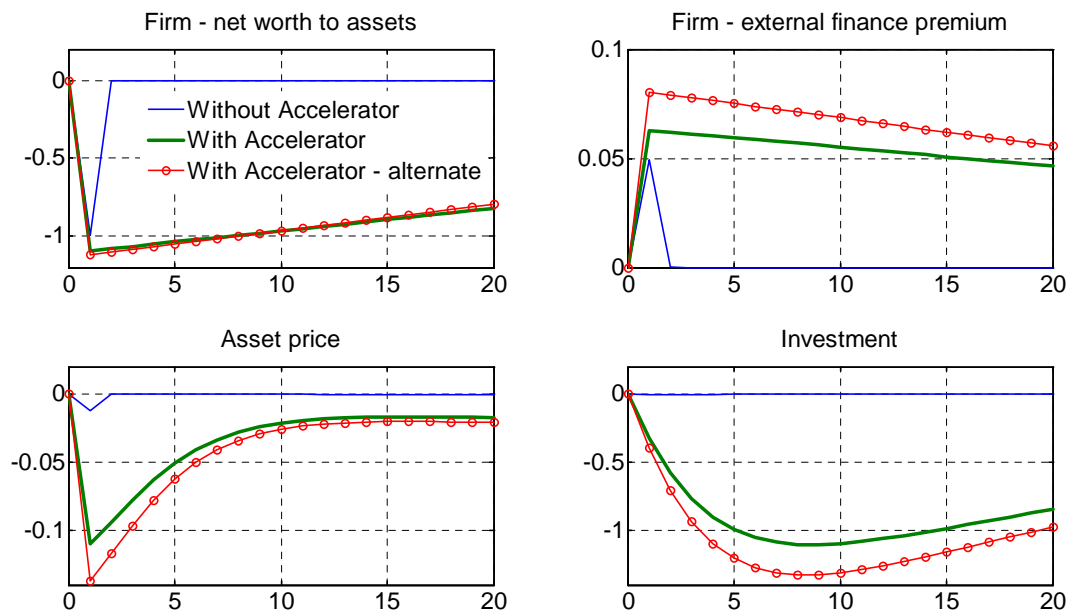 Firm - net worth to assets
0
-0.5
-1
0 5 10 15 20
Without Accelerator
With Accelerator
With Accelerator - alternate
Firm - external finance premium
0.1
0.05
0
0 5 10 15 20
Asset price
0
-0.05
-0.1
0 5 10 15 20
Investment
0
-0.5
-1
0 5 10 15 20